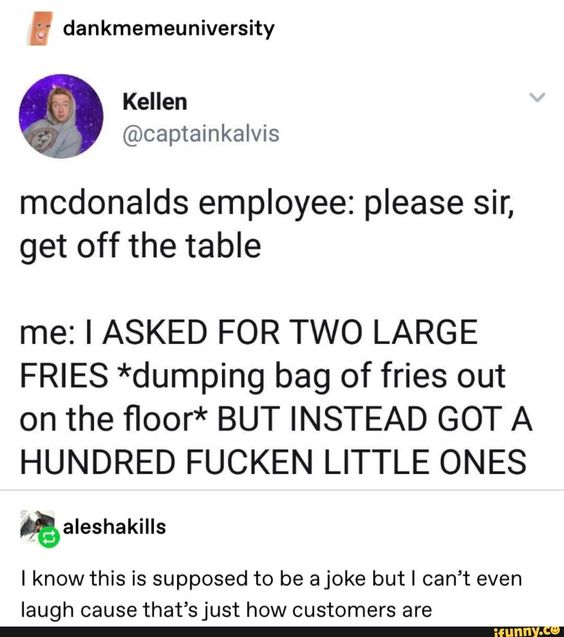 dankmemeuniversity
Kellen
@captainkalvis
mcdonalds employee: please sir,
get off the table
me: I ASKED FOR TWO LARGE
FRIES *dumping bag of fries out
on the floor* BUT INSTEAD GOT A
HUNDRED FUCKEN LITTLE ONES
aleshakills
I know this is supposed to be a joke but I can't even
laugh cause that's just how customers are
ifunny.co